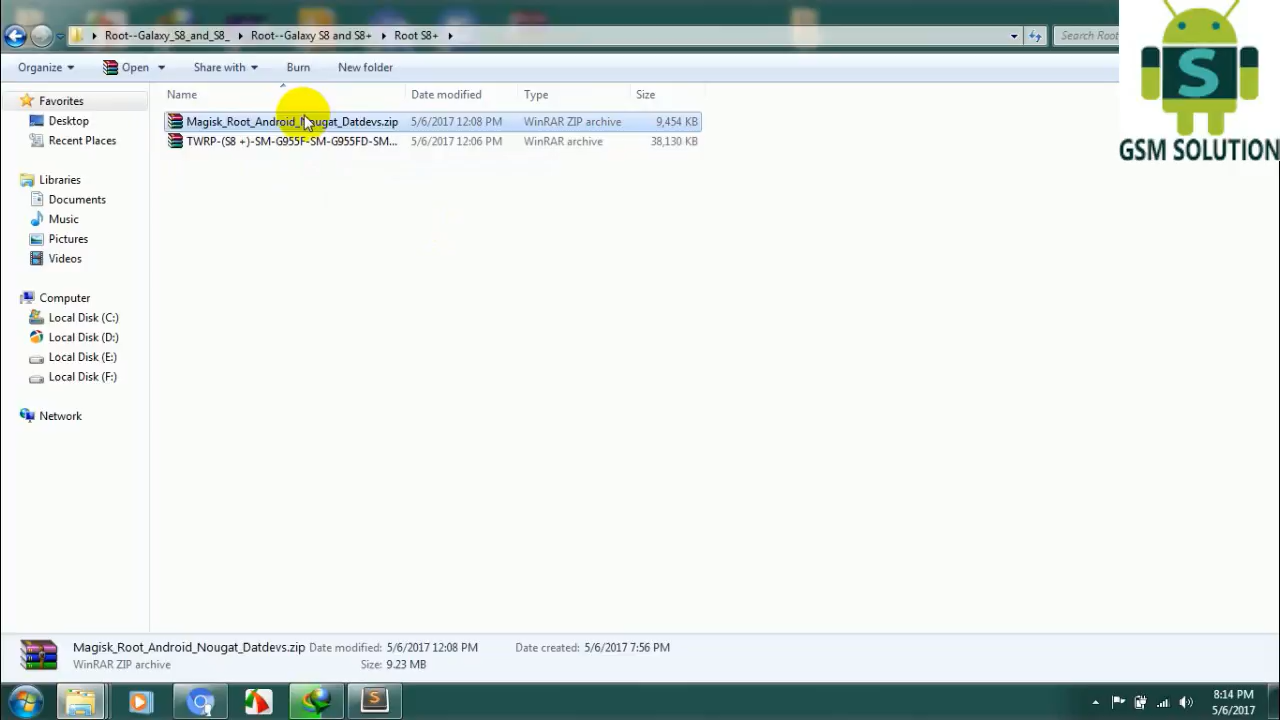 Root--Galaxy_S8_and_S8_ Root--Galaxy S8 and S8+ Root S8+
Search Root
Organize Open Share with Burn New folder
Name Date modified Type Size
Magisk_Root_Android_Nougat_Datdevs.zip 5/6/2017 12:08 PM WinRAR ZIP archive 9,454 KB
TWRP-(S8 +)-SM-G955F-SM-G955FD-SM... 5/6/2017 12:06 PM WinRAR archive 38,130 KB
Favorites
Desktop
Recent Places
Libraries
Documents
Music
Pictures
Videos
Computer
Local Disk (C:)
Local Disk (D:)
Local Disk (E:)
Local Disk (F:)
Network
S
GSM SOLUTION
Magisk_Root_Android_Nougat_Datdevs.zip Date modified: 5/6/2017 12:08 PM Date created: 5/6/2017 7:56 PM
WinRAR ZIP archive Size: 9.23 MB
S
8:14 PM
5/6/2017